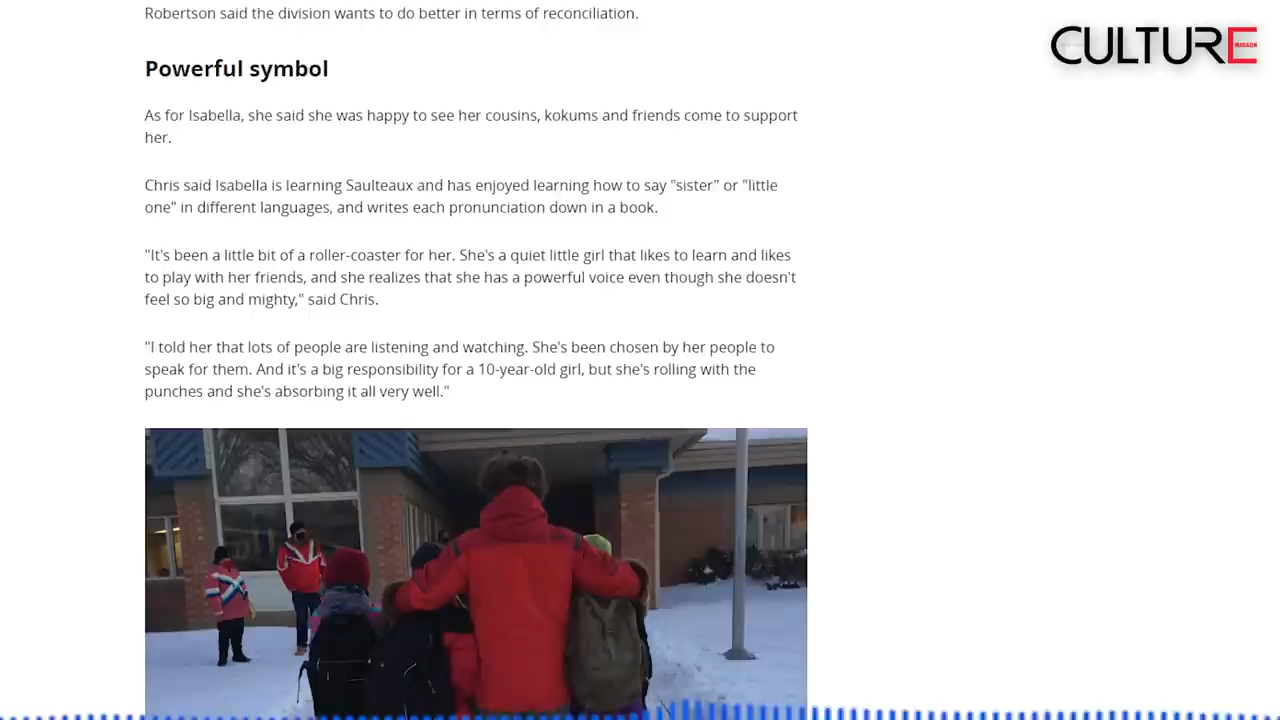 Robertson said the division wants to do better in terms of reconciliation.
CULTURE
Powerful symbol
As for Isabella, she said she was happy to see her cousins, kokums and friends come to support
her.
Chris said Isabella is learning Saulteaux and has enjoyed learning how to say "sister" or "little
one" in different languages, and writes each pronunciation down in a book.
"It's been a little bit of a roller-coaster for her. She's a quiet little girl that likes to learn and likes
to play with her friends, and she realizes that she has a powerful voice even though she doesn't
feel so big and mighty," said Chris.
"I told her that lots of people are listening and watching. She's been chosen by her people to
speak for them. And it's a big responsibility for a 10-year-old girl, but she's rolling with the
punches and she's absorbing it all very well."